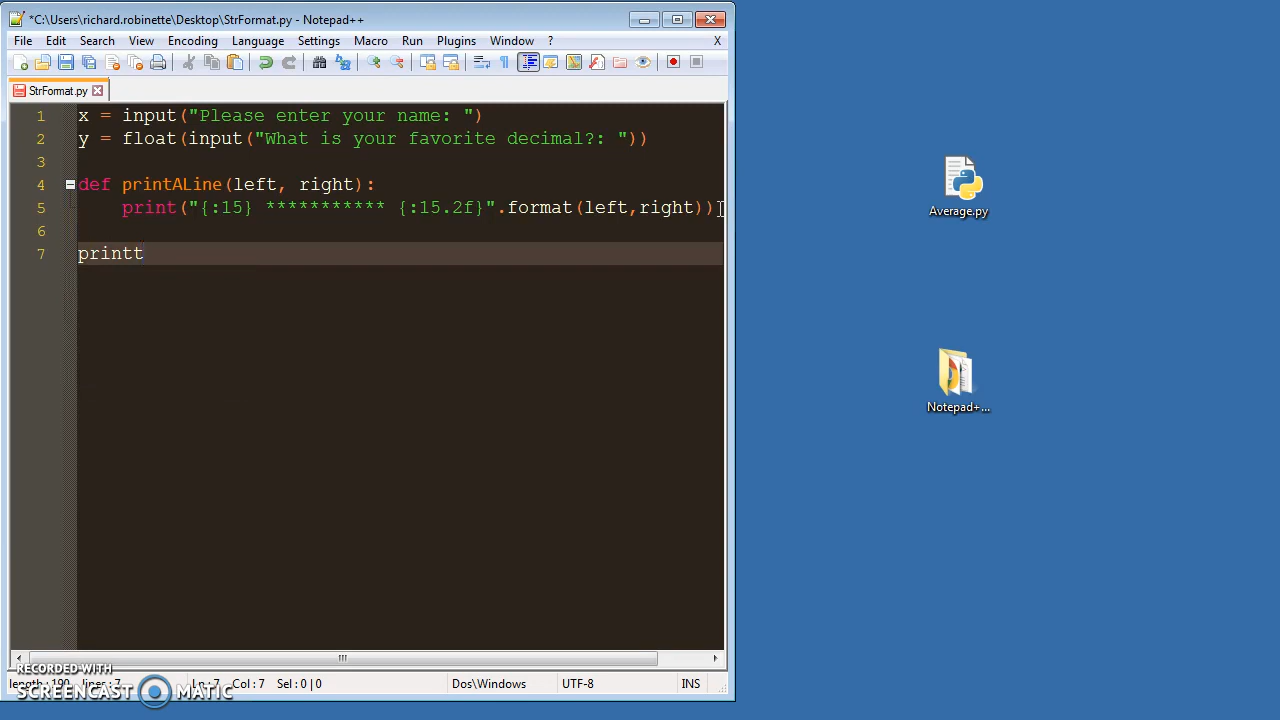 *C:\Users\richard.robinette\Desktop\StrFormat.py - Notepad++
File Edit Search View Encoding Language Settings Macro Run Plugins Window ? X
StrFormat.py
1 x = input("Please enter your name: ")
2 y = float(input("What is your favorite decimal?: "))
3
4 def printALine(left, right):
5 print("{:15} *********** {:15.2f}".format(left,right))
6
7 printt
Average.py
Notepad+...
RECORDED WITH
SCREENCAST MATIC
length : 190 lines : 7 Ln : 7 Col : 7 Sel : 0 | 0 Dos\Windows UTF-8 INS